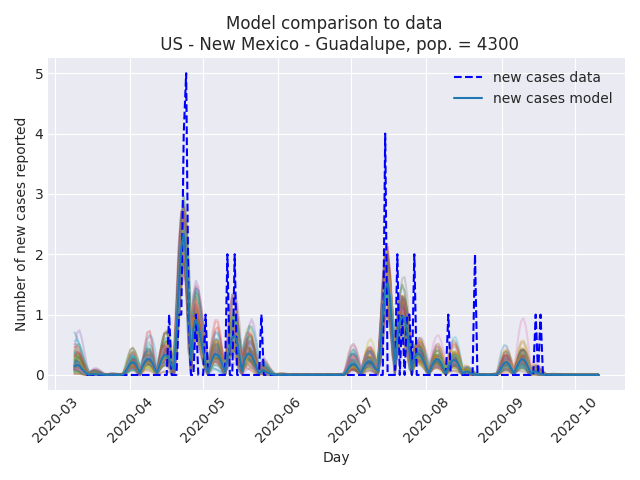 Model comparison to data
US - New Mexico - Guadalupe, pop. = 4300
new cases data
new cases model
Number of new cases reported
5
4
3
2
1
0
2020-03
2020-04
2020-05
2020-06
2020-07
2020-08
2020-09
2020-10
Day